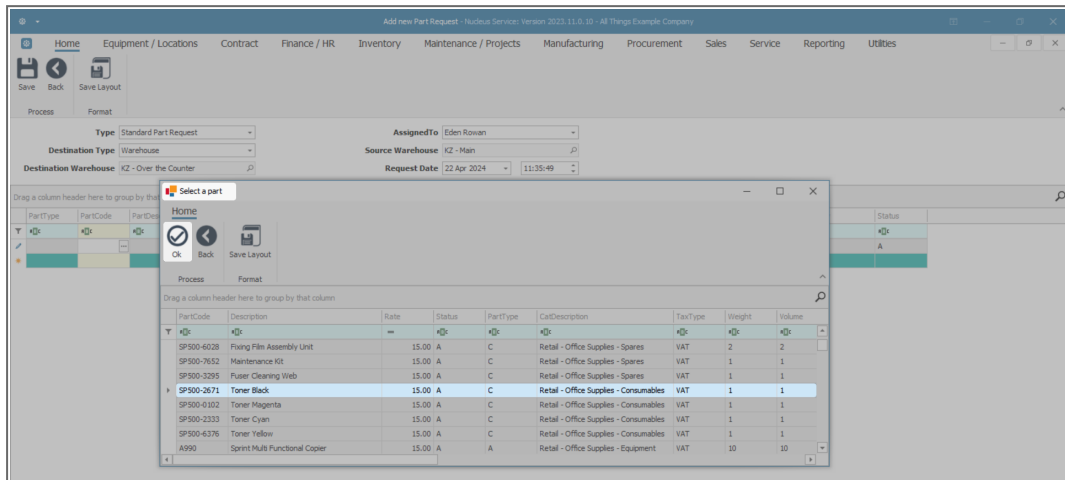 Add new Part Request - Nucleus Service: Version 2023.11.0.10 - All Things Example Company
Home Equipment / Locations Contract Finance / HR Inventory Maintenance / Projects Manufacturing Procurement Sales Service Reporting Utilities
Save Back Save Layout
Process Format
Type Standard Part Request AssignedTo Eden Rowan
Destination Type Warehouse Source Warehouse KZ - Main
Destination Warehouse KZ - Over the Counter Request Date 22 Apr 2024 11:35:49
Drag a column header here to group by that
PartType PartCode PartDes Status
A
Select a part
Home
Ok Back Save Layout
Process Format
Drag a column header here to group by that column
PartCode Description Rate Status PartType CatDescription TaxType Weight Volume
SP500-6028 Fixing Film Assembly Unit 15.00 A C Retail - Office Supplies - Spares VAT 2 2
SP500-7652 Maintenance Kit 15.00 A C Retail - Office Supplies - Spares VAT 1 1
SP500-3295 Fuser Cleaning Web 15.00 A C Retail - Office Supplies - Spares VAT 1 1
SP500-2671 Toner Black 15.00 A C Retail - Office Supplies - Consumables VAT 1 1
SP500-0102 Toner Magenta 15.00 A C Retail - Office Supplies - Consumables VAT 1 1
SP500-2333 Toner Cyan 15.00 A C Retail - Office Supplies - Consumables VAT 1 1
SP500-6376 Toner Yellow 15.00 A C Retail - Office Supplies - Consumables VAT 1 1
A990 Sprint Multi Functional Copier 15.00 A A Retail - Office Supplies - Equipment VAT 10 10